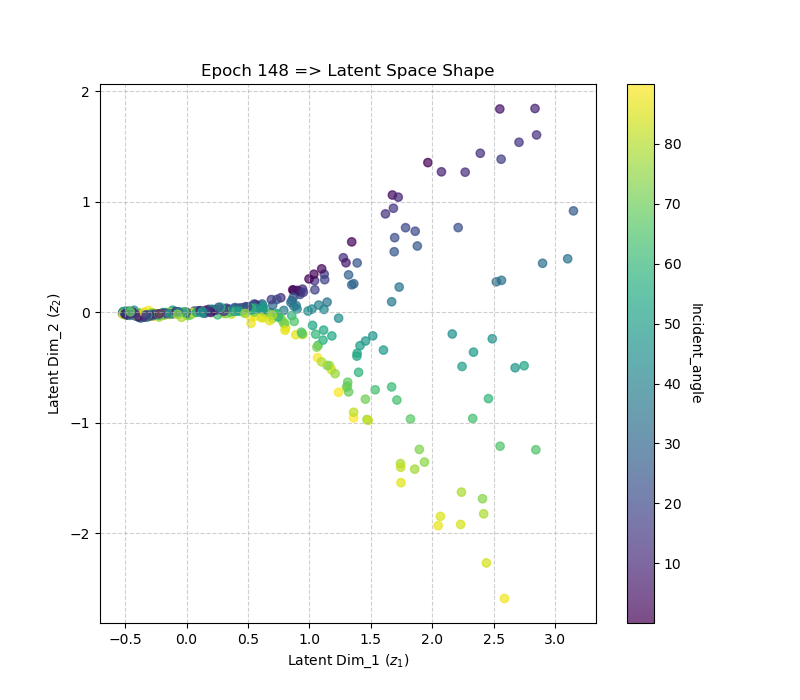 Epoch 148 => Latent Space Shape
2
1
0
−1
−2
Latent Dim_2 (z₂)
−0.5 0.0 0.5 1.0 1.5 2.0 2.5 3.0
Latent Dim_1 (z₁)
80
70
60
50
40
30
20
10
Incident_angle